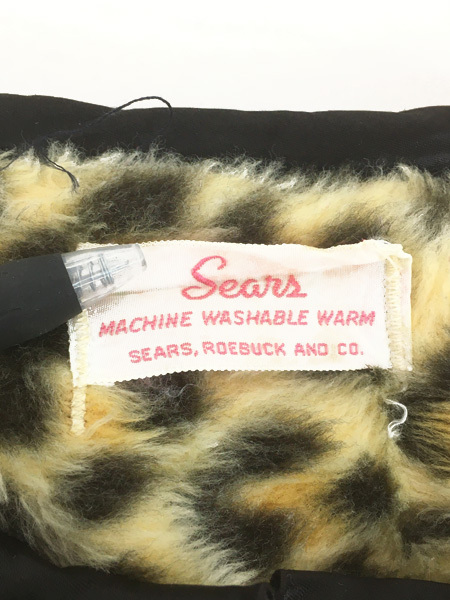 Sears
MACHINE WASHABLE WARM
SEARS, ROEBUCK AND CO.